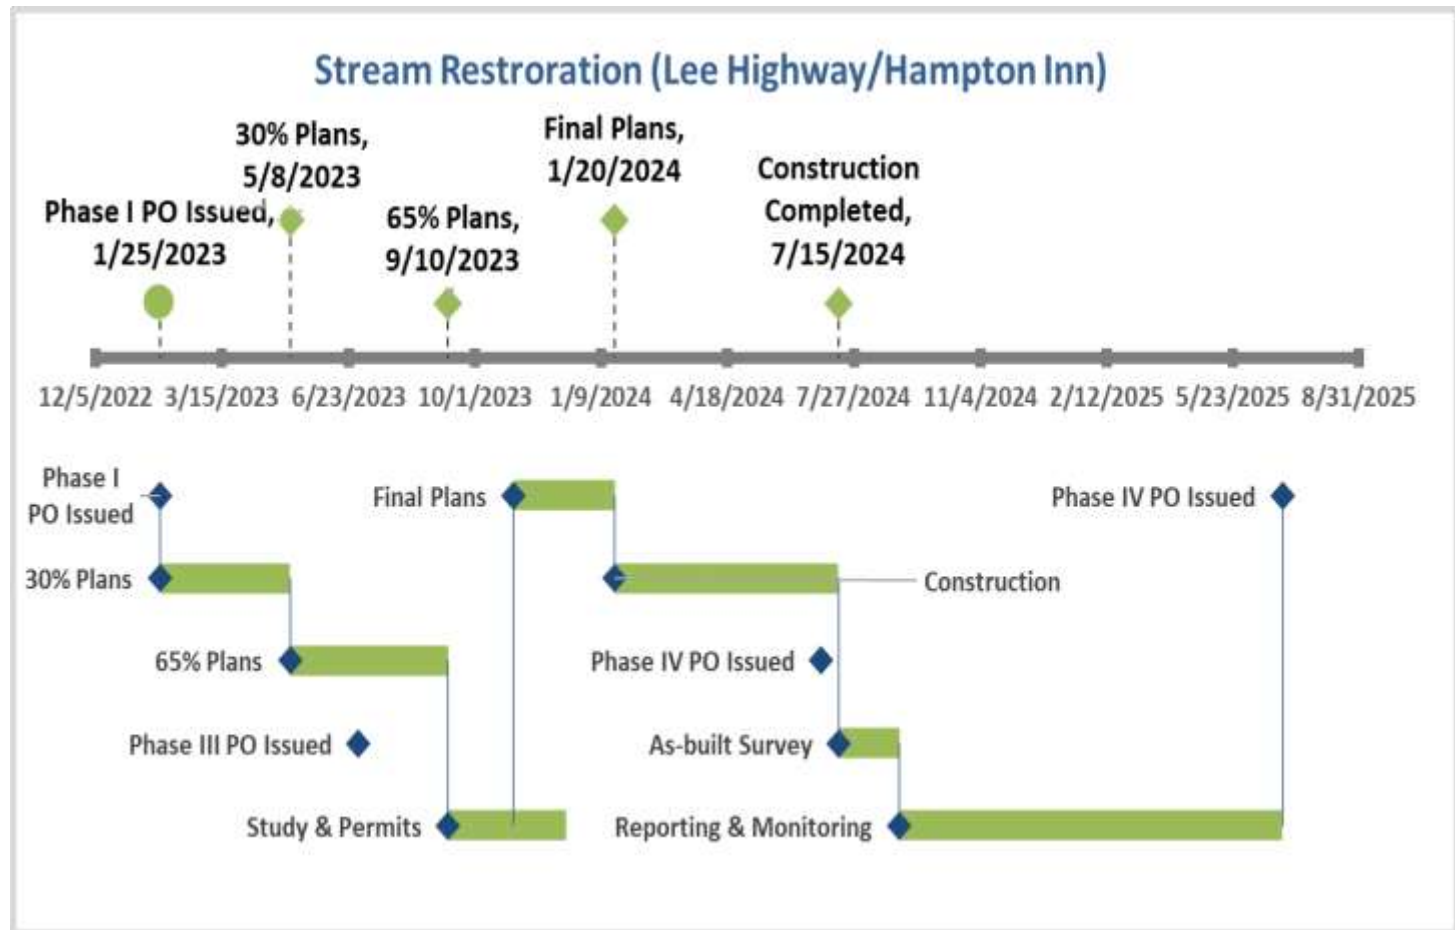 Stream Restroration (Lee Highway/Hampton Inn)
30% Plans,
5/8/2023
Final Plans,
1/20/2024
Construction
Completed,
7/15/2024
Phase I PO Issued,
1/25/2023
65% Plans,
9/10/2023
12/5/2022 3/15/2023 6/23/2023 10/1/2023 1/9/2024 4/18/2024 7/27/2024 11/4/2024 2/12/2025 5/23/2025 8/31/2025
Phase I
PO Issued
Final Plans
Phase IV PO Issued
30% Plans
Construction
65% Plans
Phase IV PO Issued
Phase III PO Issued
As-built Survey
Study & Permits
Reporting & Monitoring